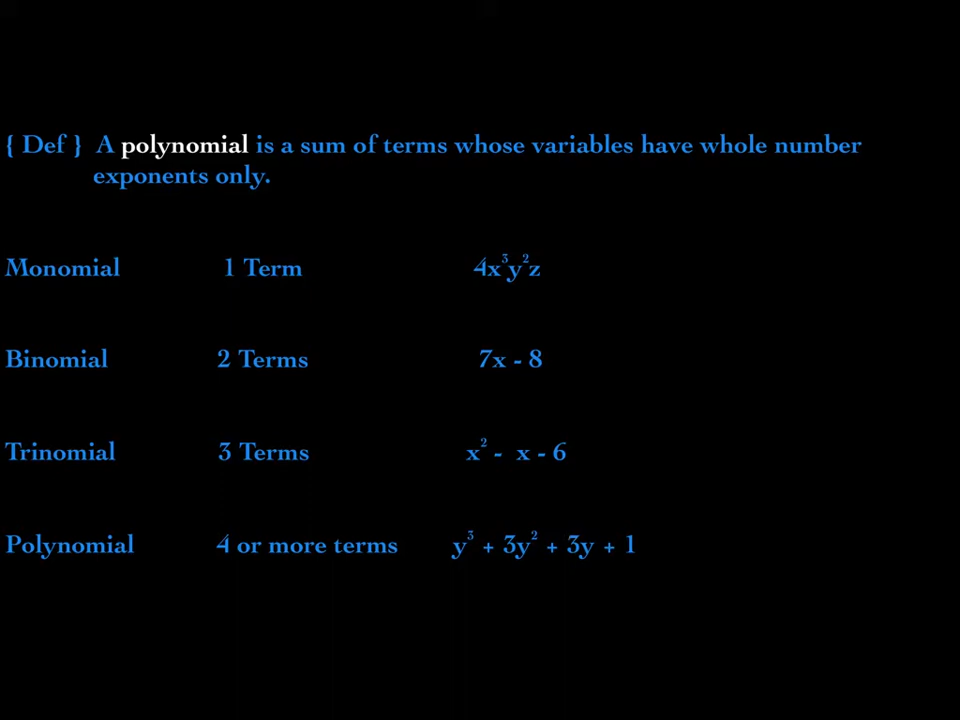 { Def } A polynomial is a sum of terms whose variables have whole number
exponents only.
Monomial 1 Term 4x³y²z
Binomial 2 Terms 7x - 8
Trinomial 3 Terms x² - x - 6
Polynomial 4 or more terms y³ + 3y² + 3y + 1